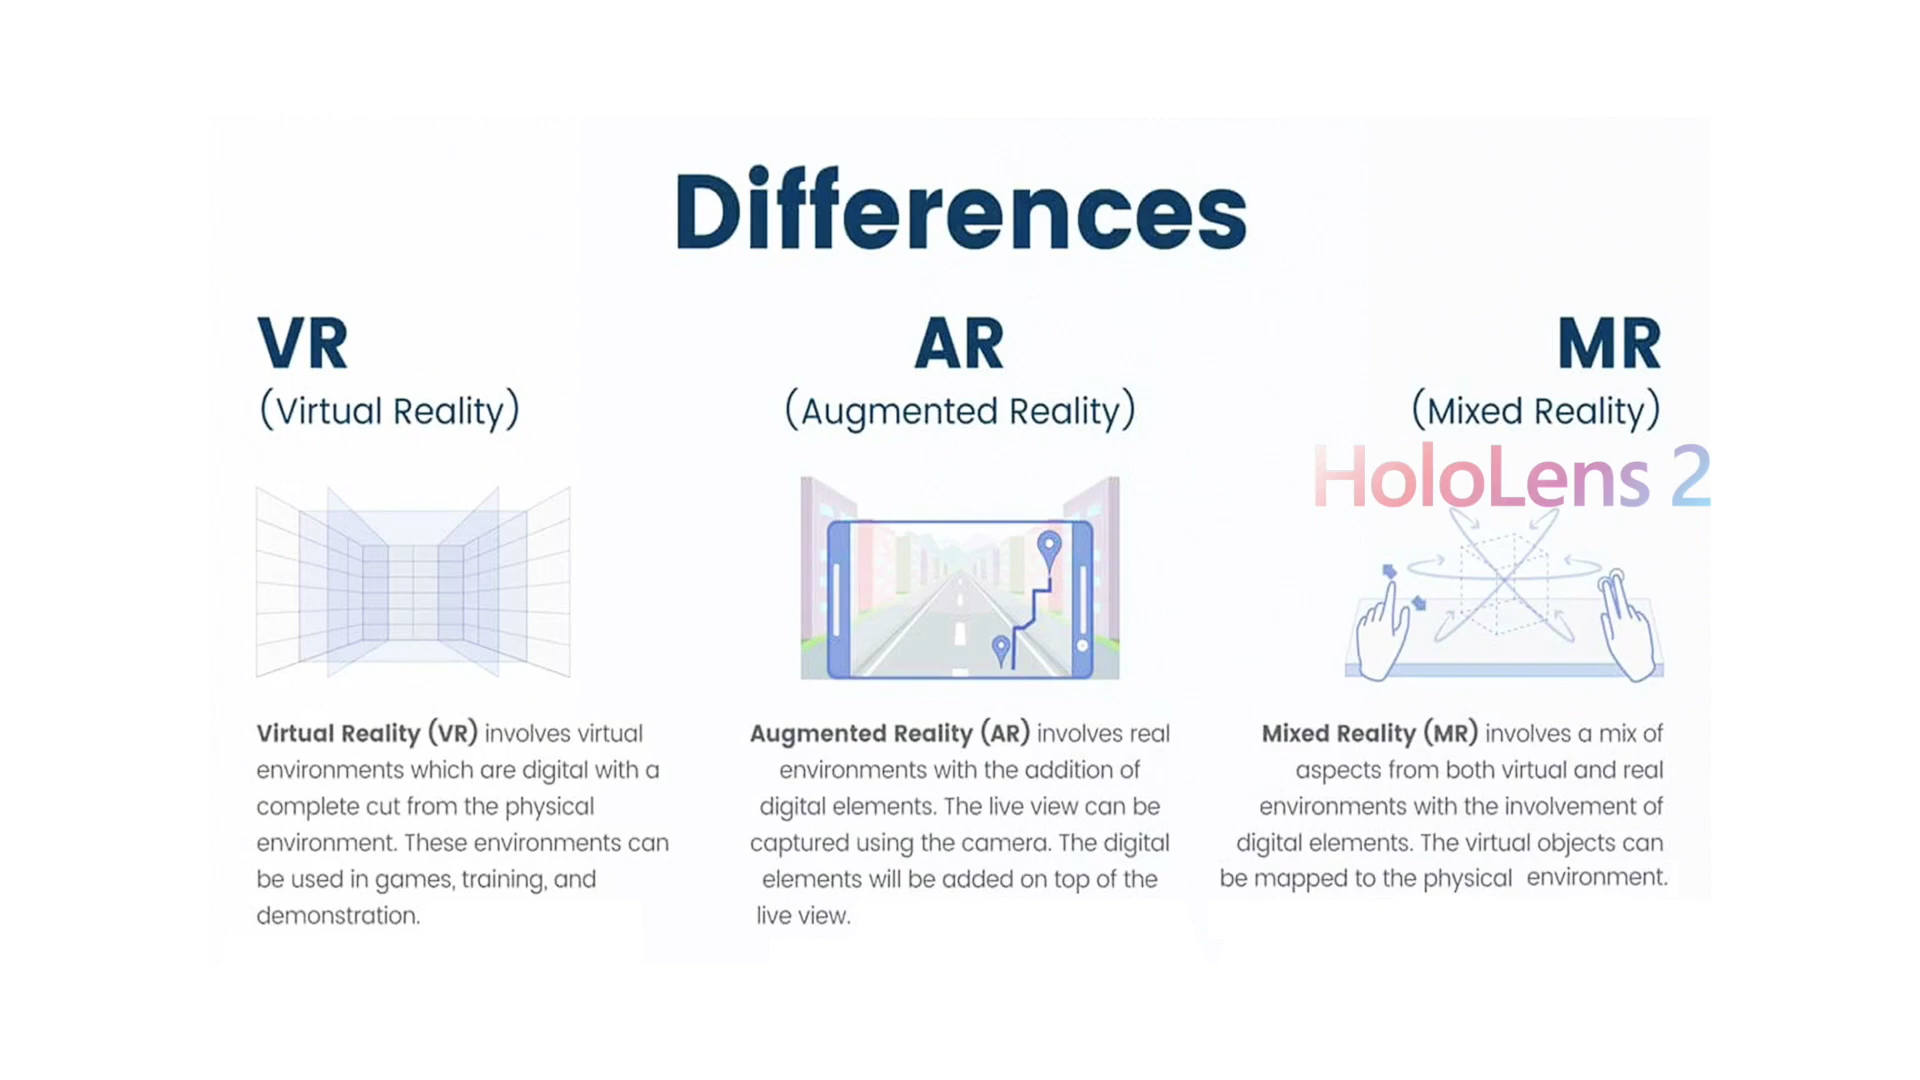 Differences
VR
(Virtual Reality)
Virtual Reality (VR) involves virtual
environments which are digital with a
complete cut from the physical
environment. These environments can
be used in games, training, and
demonstration.
AR
(Augmented Reality)
Augmented Reality (AR) involves real
environments with the addition of
digital elements. The live view can be
captured using the camera. The digital
elements will be added on top of the
live view.
MR
(Mixed Reality)
HoloLens 2
Mixed Reality (MR) involves a mix of
aspects from both virtual and real
environments with the involvement of
digital elements. The virtual objects can
be mapped to the physical environment.